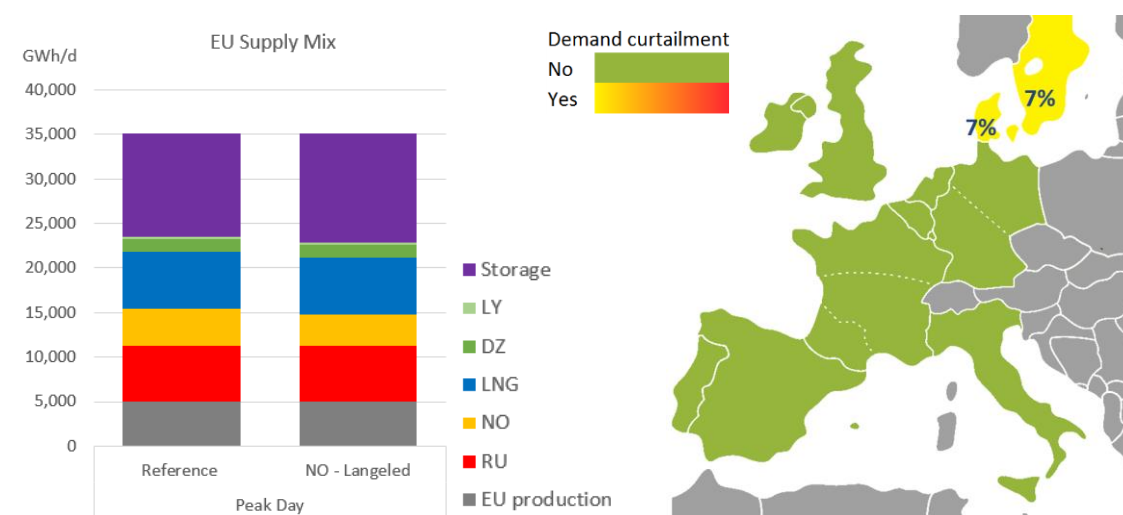 EU Supply Mix
GWh/d
40,000
35,000
30,000
25,000
20,000
15,000
10,000
5,000
0
Reference
NO - Langeled
Peak Day
Storage
LY
DZ
LNG
NO
RU
EU production
Demand curtailment
No
Yes
7%
7%